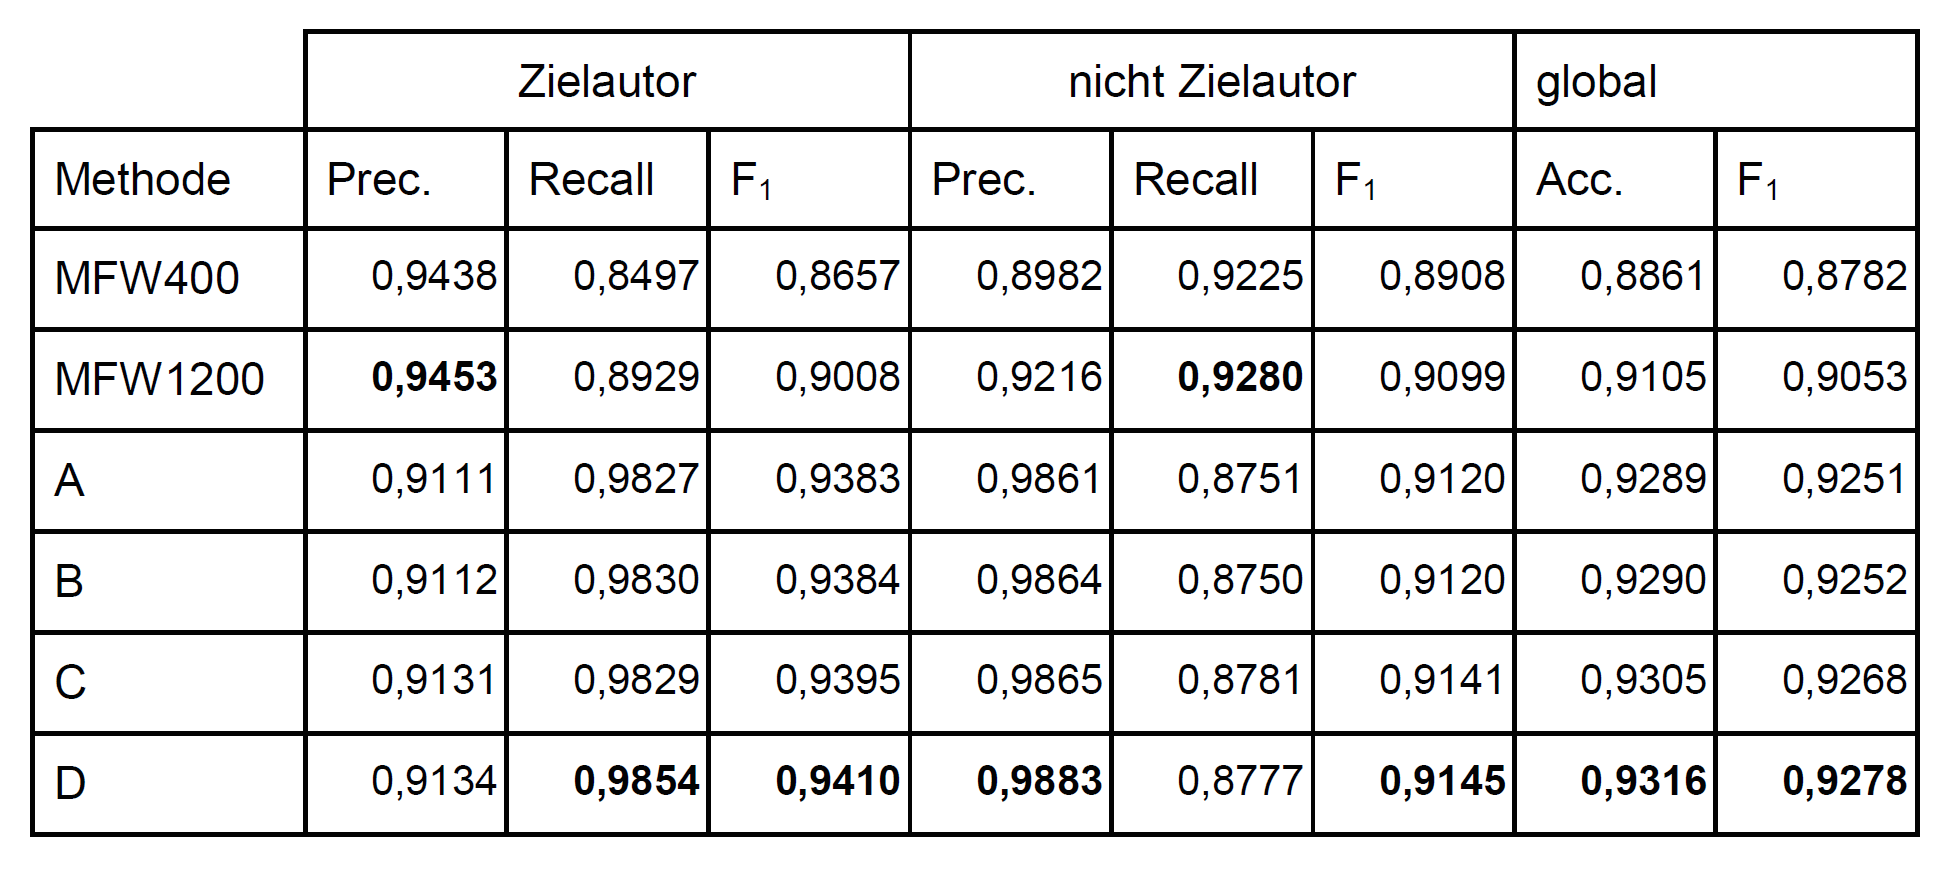 Zielautor nicht Zielautor global
Methode Prec. Recall F₁ Prec. Recall F₁ Acc. F₁
MFW400 0,9438 0,8497 0,8657 0,8982 0,9225 0,8908 0,8861 0,8782
MFW1200 0,9453 0,8929 0,9008 0,9216 0,9280 0,9099 0,9105 0,9053
A 0,9111 0,9827 0,9383 0,9861 0,8751 0,9120 0,9289 0,9251
B 0,9112 0,9830 0,9384 0,9864 0,8750 0,9120 0,9290 0,9252
C 0,9131 0,9829 0,9395 0,9865 0,8781 0,9141 0,9305 0,9268
D 0,9134 0,9854 0,9410 0,9883 0,8777 0,9145 0,9316 0,9278